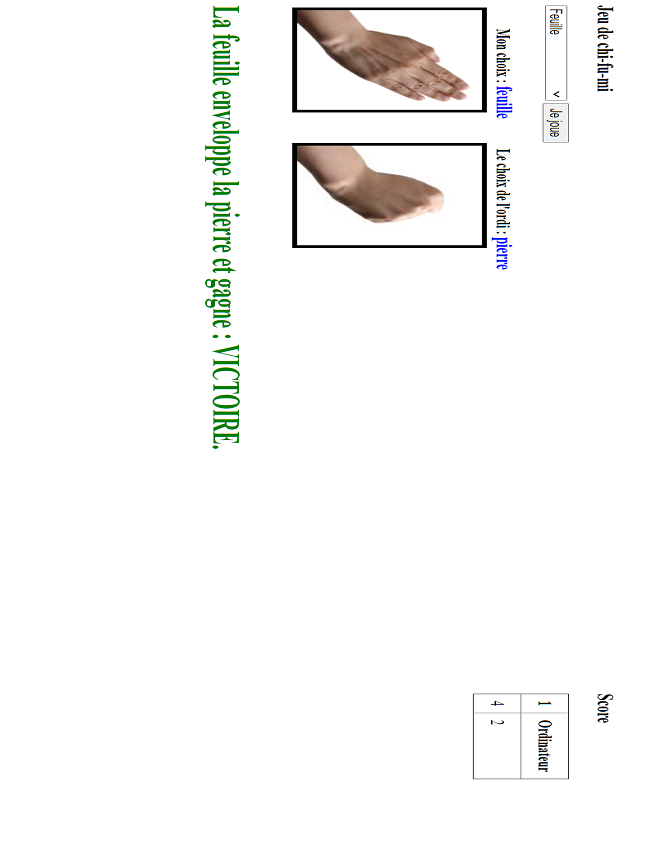 Jeu de chi-fu-mi
Feuille
Je joue
Mon choix : feuille
Le choix de l'ordi : pierre
La feuille enveloppe la pierre et gagne : VICTOIRE.
Score
1 Ordinateur
4 2